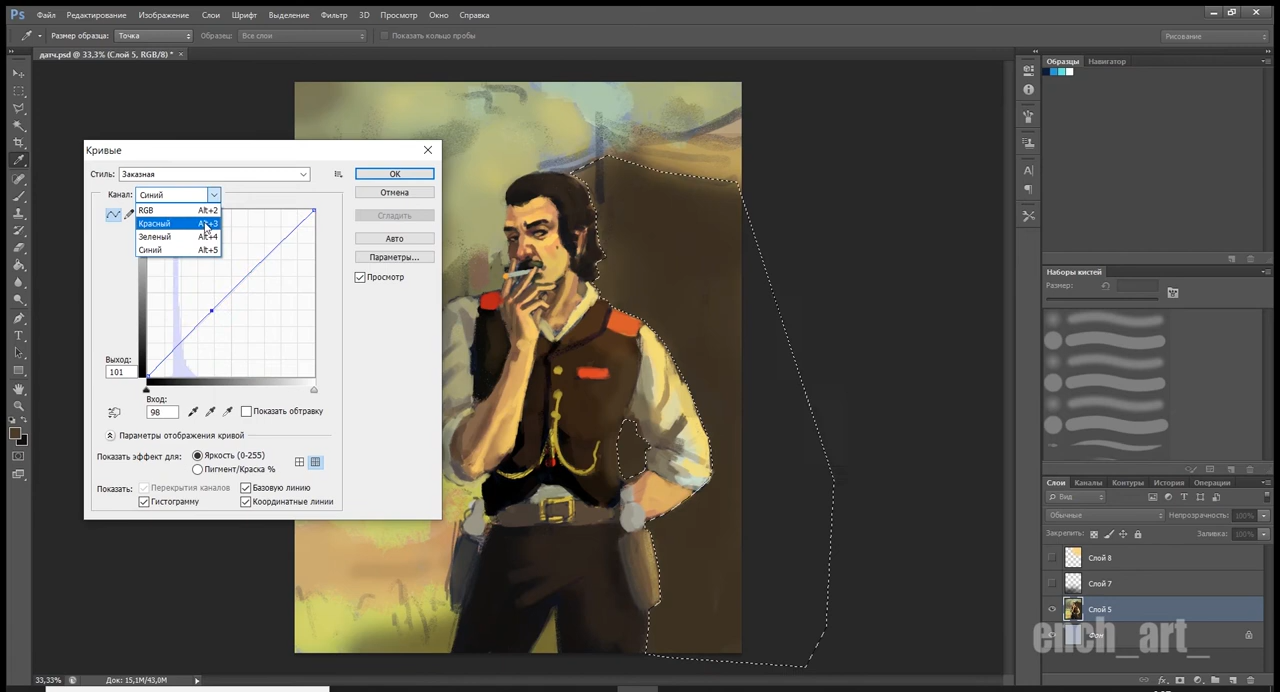 Ps Файл Редактирование Изображение Слои Шрифт Выделение Фильтр 3D Просмотр Окно Справка
Размер образца: Точка Образец: Все слои Показать кольцо пробы Рисование
датч.psd @ 33,3% (Слой 5, RGB/8) * ×
Образцы Навигатор
Кривые
Стиль: Заказная
OK
Канал: Синий
Отмена
RGB Alt+2
Красный Alt+3
Зеленый Alt+4
Синий Alt+5
Сгладить
Авто
Параметры...
Просмотр
Наборы кистей
Размер:
Выход:
101
Вход:
98
Показать обтравку
Параметры отображения кривой
Показать эффект для: Яркость (0-255)
Пигмент/Краска %
Показать: Перекрытия каналов Базовую линию
Гистограмму Координатные линии
Слои Каналы Контуры История Операции
Вид
Обычные Непрозрачность: 100%
Закрепить: Заливка: 100%
Слой 8
Слой 7
Слой 5
Фон
ench_art_
33,33% Док: 15,1M/43,0M